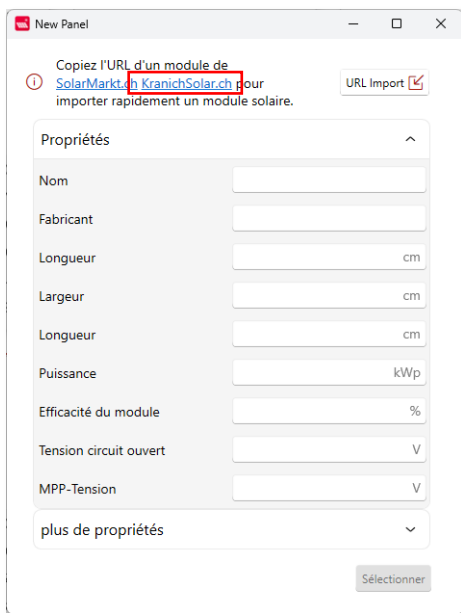 New Panel
Copiez l'URL d'un module de
SolarMarkt.ch KranichSolar.ch pour
importer rapidement un module solaire.
URL Import
Propriétés
Nom
Fabricant
Longueur cm
Largeur cm
Longueur cm
Puissance kWp
Efficacité du module %
Tension circuit ouvert V
MPP-Tension V
plus de propriétés
Sélectionner